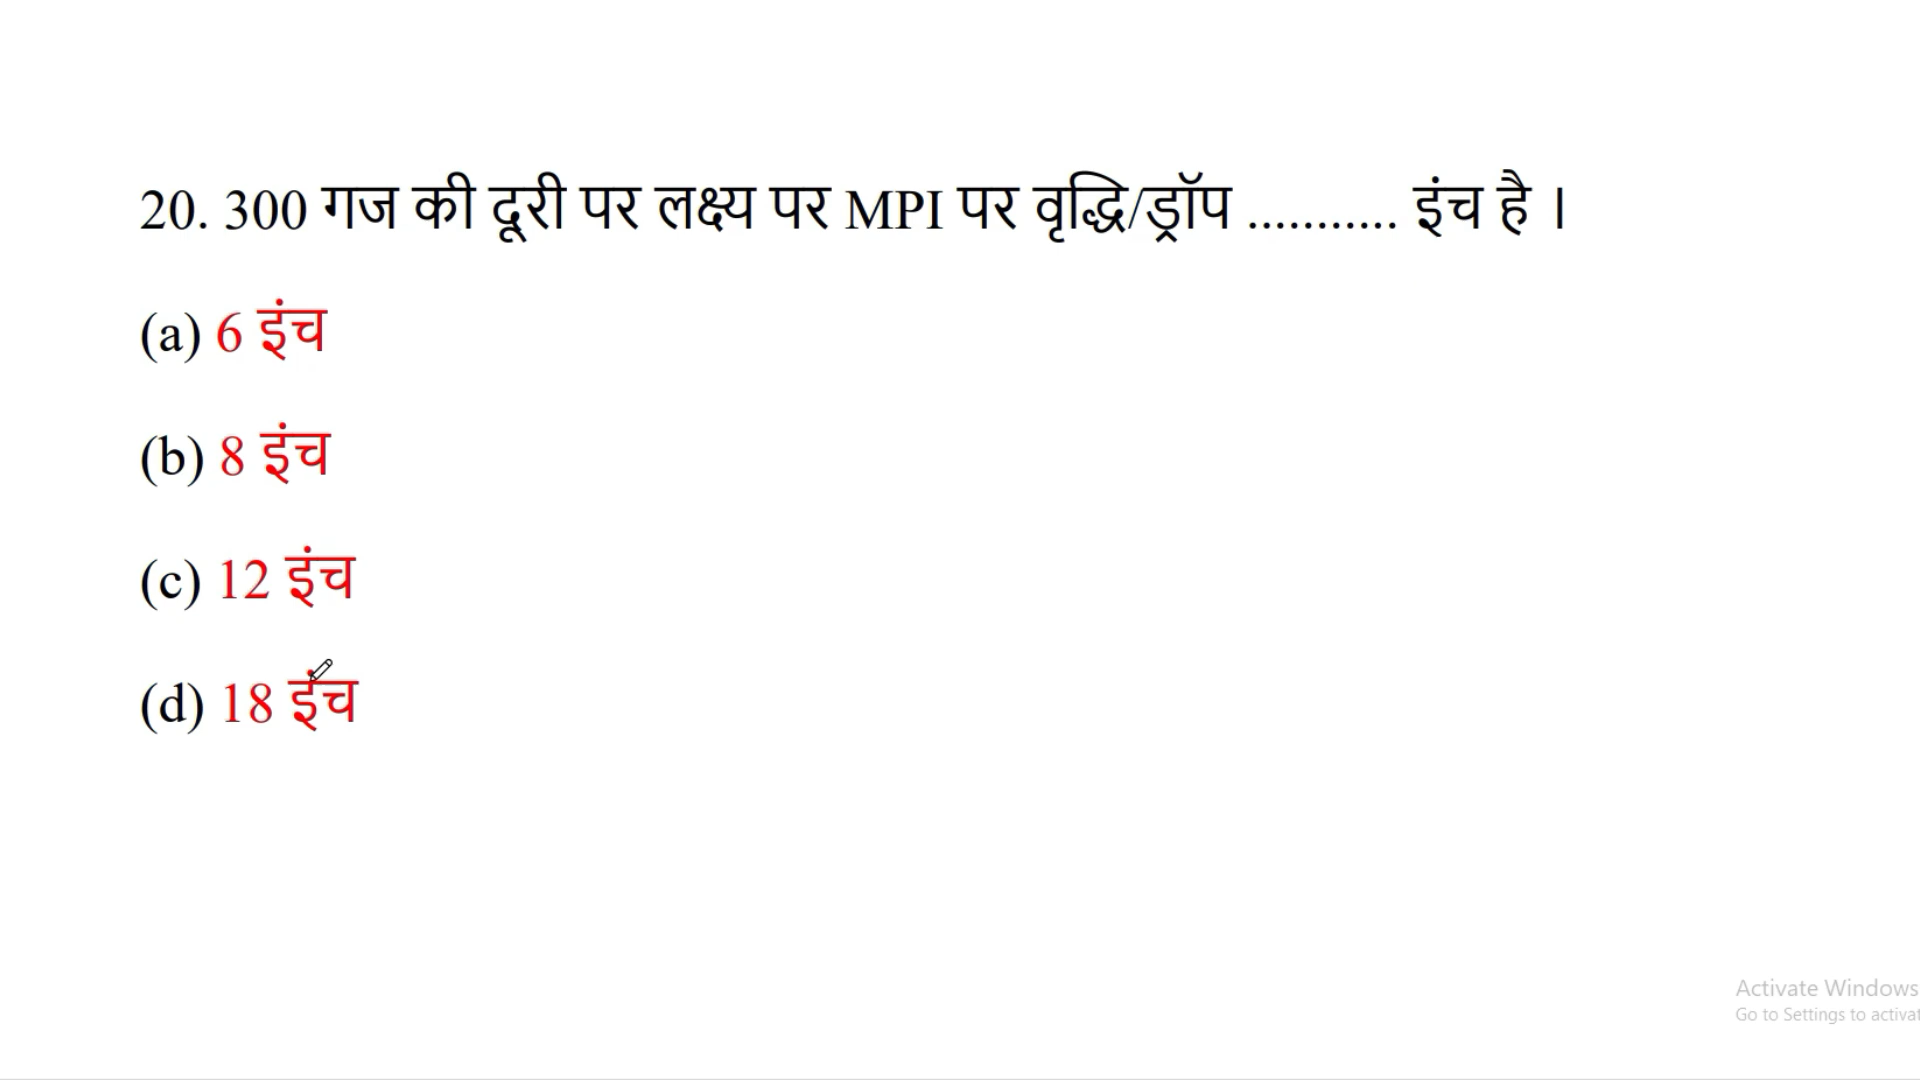 20. 300 गज की दूरी पर लक्ष्य पर MPI पर वृद्धि/ड्रॉप ........... इंच है ।
(a) 6 इंच
(b) 8 इंच
(c) 12 इंच
(d) 18 इंच
Activate Windows
Go to Settings to activat